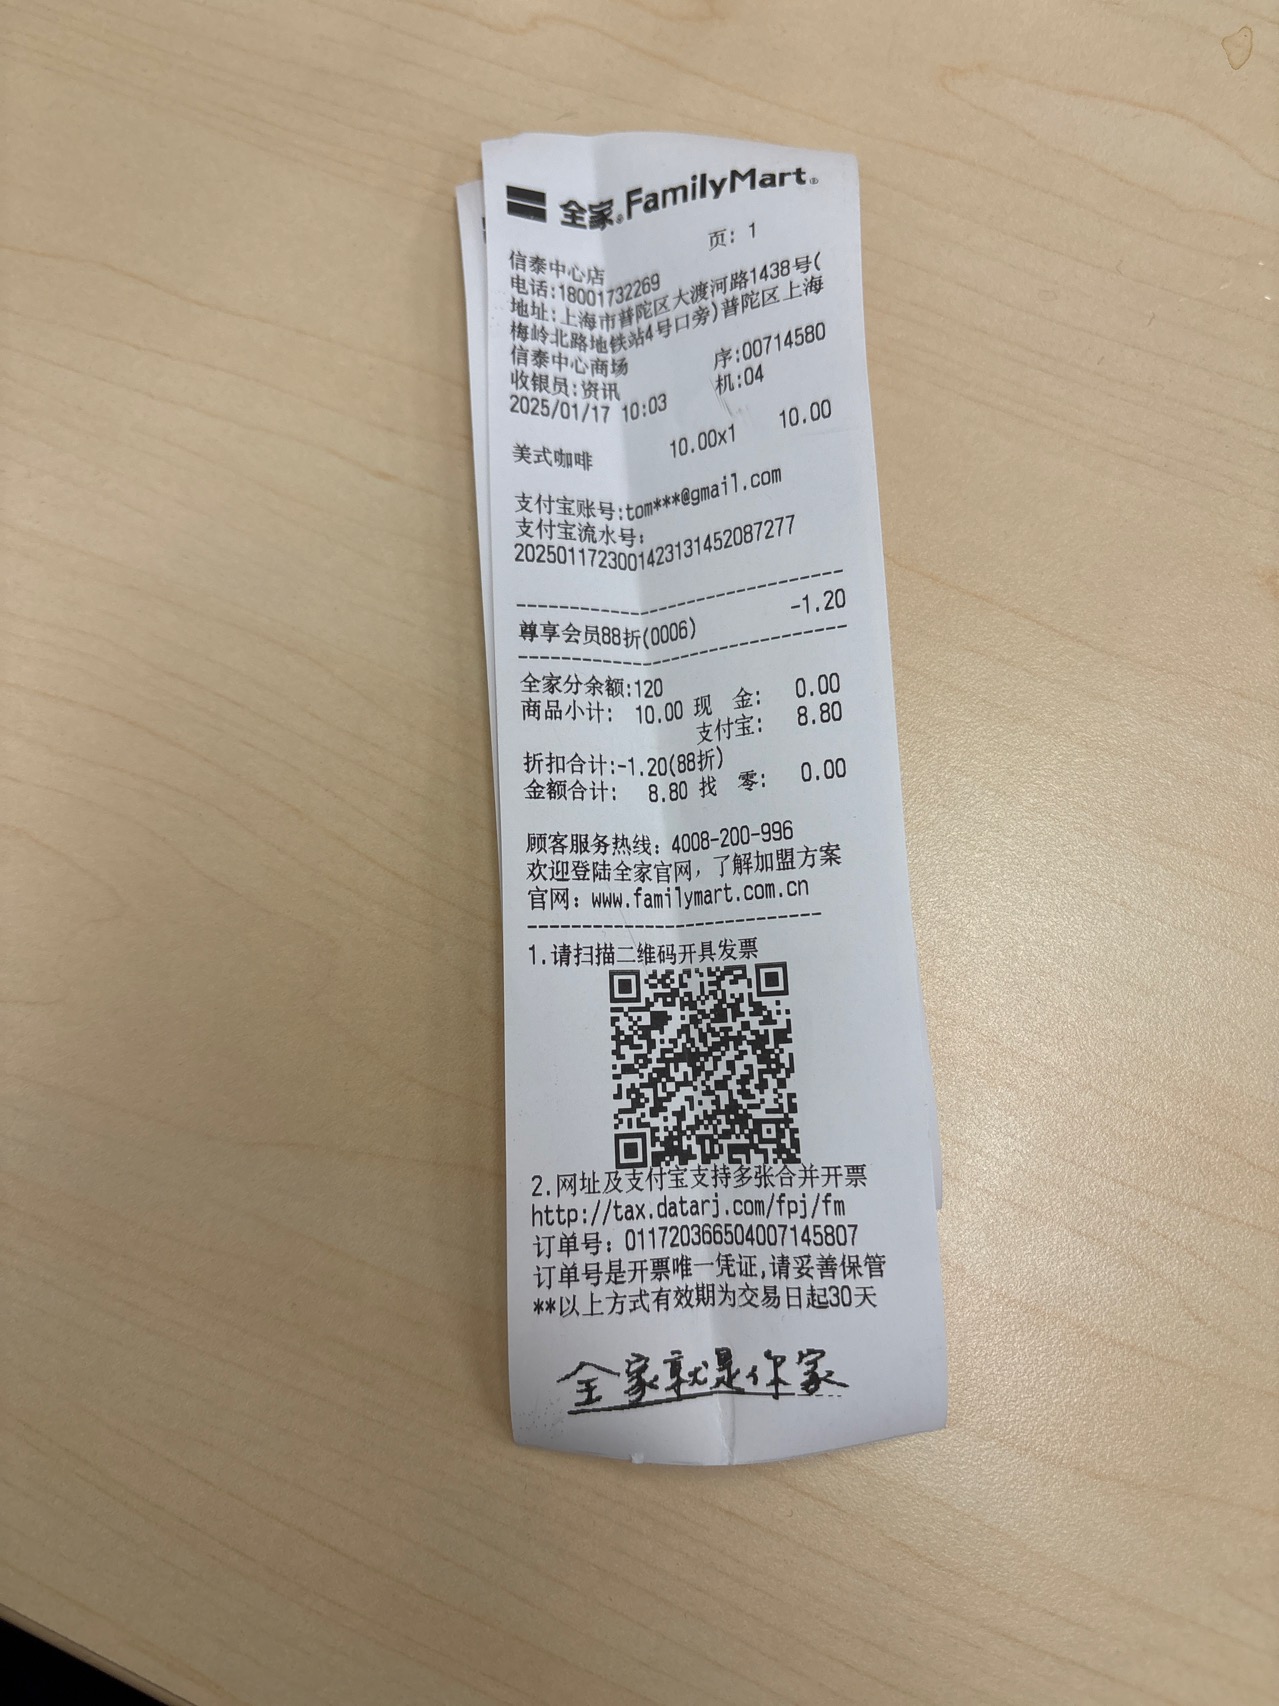 全家®FamilyMart®
页: 1
信泰中心店
电话:18001732269
地址:上海市普陀区大渡河路1438号(
梅岭北路地铁站4号口旁)普陀区上海
信泰中心商场 序:00714580
收银员:资讯 机:04
2025/01/17 10:03
美式咖啡 10.00x1 10.00
支付宝账号:tom***@gmail.com
支付宝流水号:
2025011723001423131452087277
尊享会员88折(0006) -1.20
全家分余额:120
商品小计: 10.00 现 金: 0.00
支付宝: 8.80
折扣合计:-1.20(88折)
金额合计: 8.80 找 零: 0.00
顾客服务热线: 4008-200-996
欢迎登陆全家官网,了解加盟方案
官网: www.familymart.com.cn
1.请扫描二维码开具发票
2.网址及支付宝支持多张合并开票
http://tax.datarj.com/fpj/fm
订单号: 011720366504007145807
订单号是开票唯一凭证,请妥善保管
**以上方式有效期为交易日起30天
全家就是你家